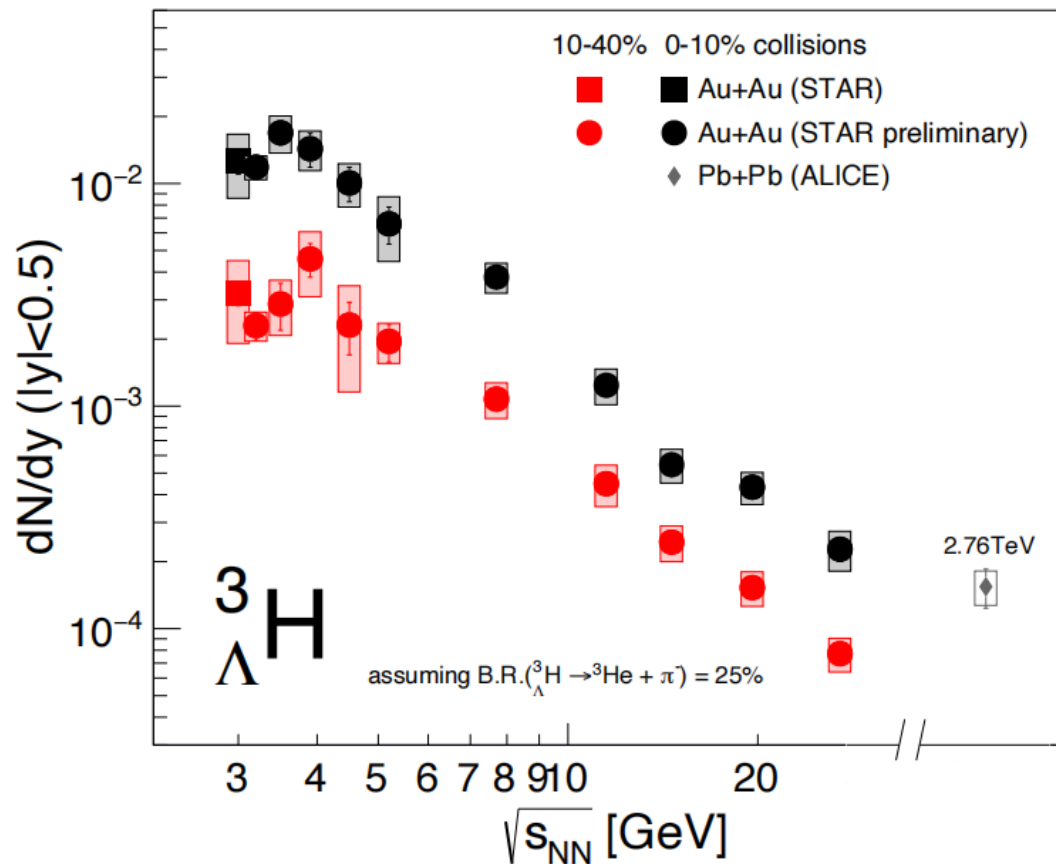 10-40% 0-10% collisions
Au+Au (STAR)
Au+Au (STAR preliminary)
Pb+Pb (ALICE)
10⁻²
10⁻³
10⁻⁴
dN/dy (|y|<0.5)
2.76TeV
³ΛH
assuming B.R.(³ΛH →³He + π⁻) = 25%
3 4 5 6 7 8 9 10 20
√sNN [GeV]